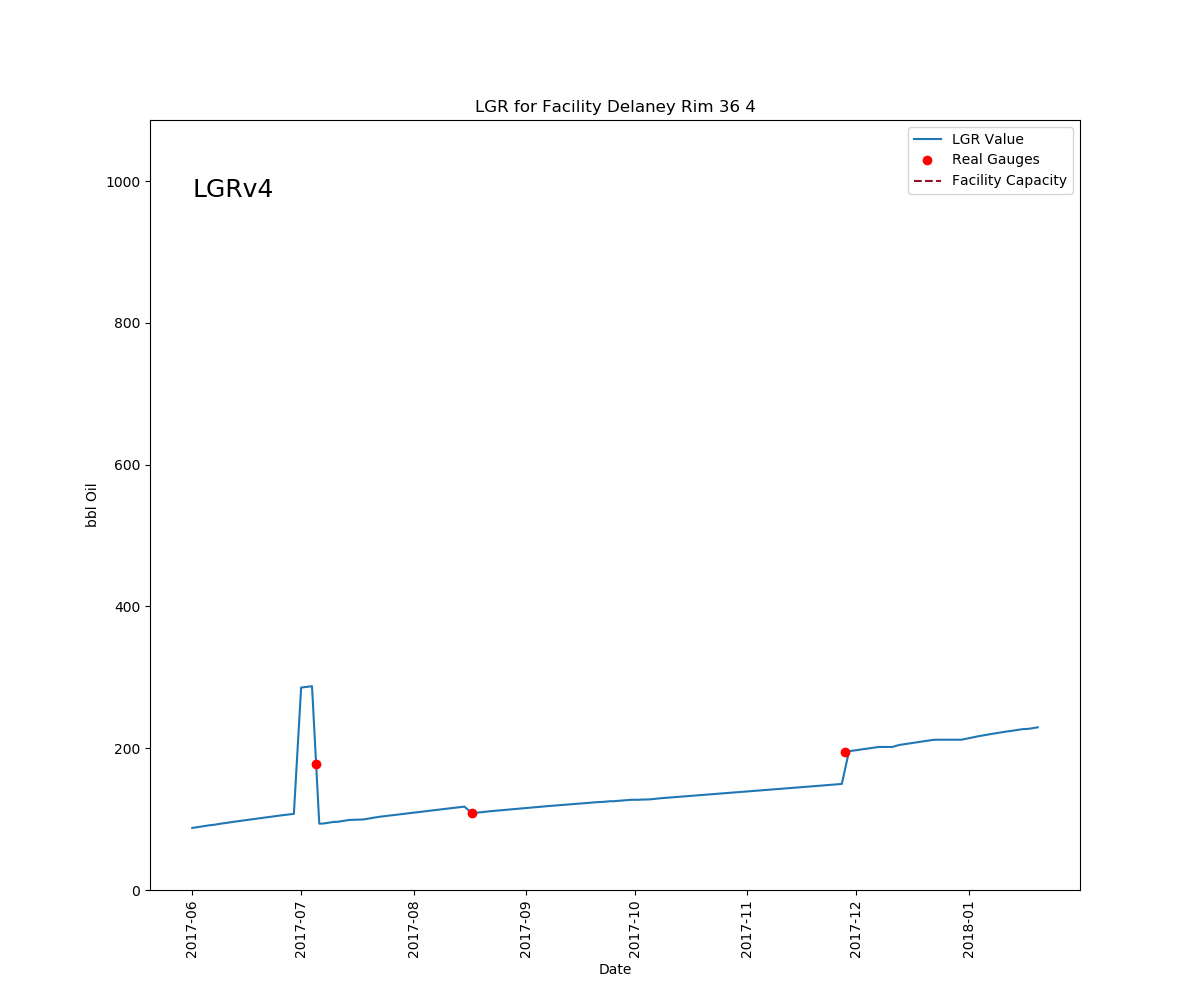 LGR for Facility Delaney Rim 36 4
LGRv4
LGR Value
Real Gauges
Facility Capacity
bbl Oil
1000
800
600
400
200
0
2017-06
2017-07
2017-08
2017-09
2017-10
2017-11
2017-12
2018-01
Date